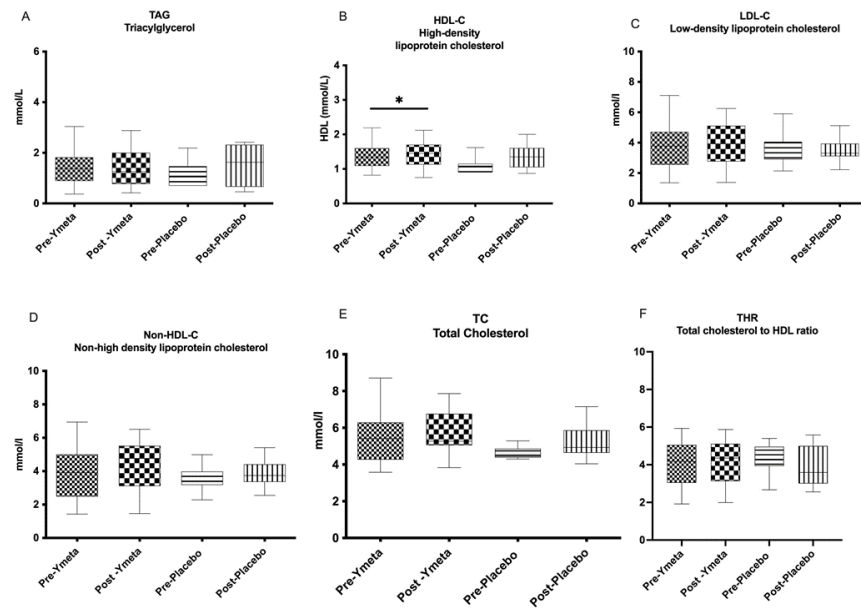 A
TAG
Triacylglycerol
mmol/L
6
4
2
0
Pre-Ymeta
Post -Ymeta
Pre-Placebo
Post-Placebo
B
HDL-C
High-density
lipoprotein cholesterol
HDL (mmol/L)
4
3
2
1
0
*
Pre-Ymeta
Post -Ymeta
Pre-Placebo
Post-Placebo
C
LDL-C
Low-density lipoprotein cholesterol
mmol/l
10
8
6
4
2
0
Pre-Ymeta
Post -Ymeta
Pre-Placebo
Post-Placebo
D
Non-HDL-C
Non-high density lipoprotein cholesterol
mmol/l
10
8
6
4
2
0
Pre-Ymeta
Post -Ymeta
Pre-Placebo
Post-Placebo
E
TC
Total Cholesterol
mmol/l
10
8
6
4
2
0
Pre-Ymeta
Post -Ymeta
Pre-Placebo
Post-Placebo
F
THR
Total cholesterol to HDL ratio
10
8
6
4
2
0
Pre-Ymeta
Post -Ymeta
Pre-Placebo
Post-Placebo